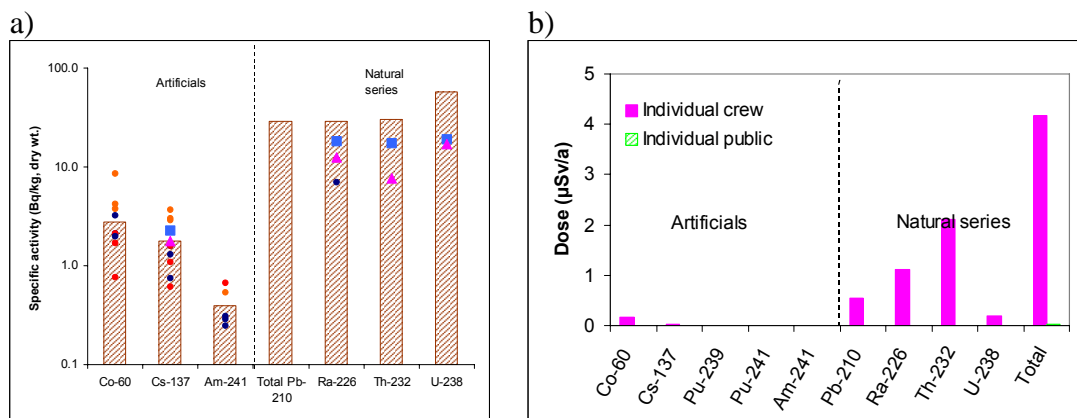 a)
100.0
10.0
1.0
0.1
Specific activity (Bq/kg, dry wt.)
Artificials
Natural
series
Co-60
Cs-137
Am-241
Total Pb-
210
Ra-226
Th-232
U-238
b)
5
4
3
2
1
0
Dose (µSv/a)
Individual crew
Individual public
Artificials
Natural series
Co-60
Cs-137
Pu-239
Pu-241
Am-241
Pb-210
Ra-226
Th-232
U-238
Total